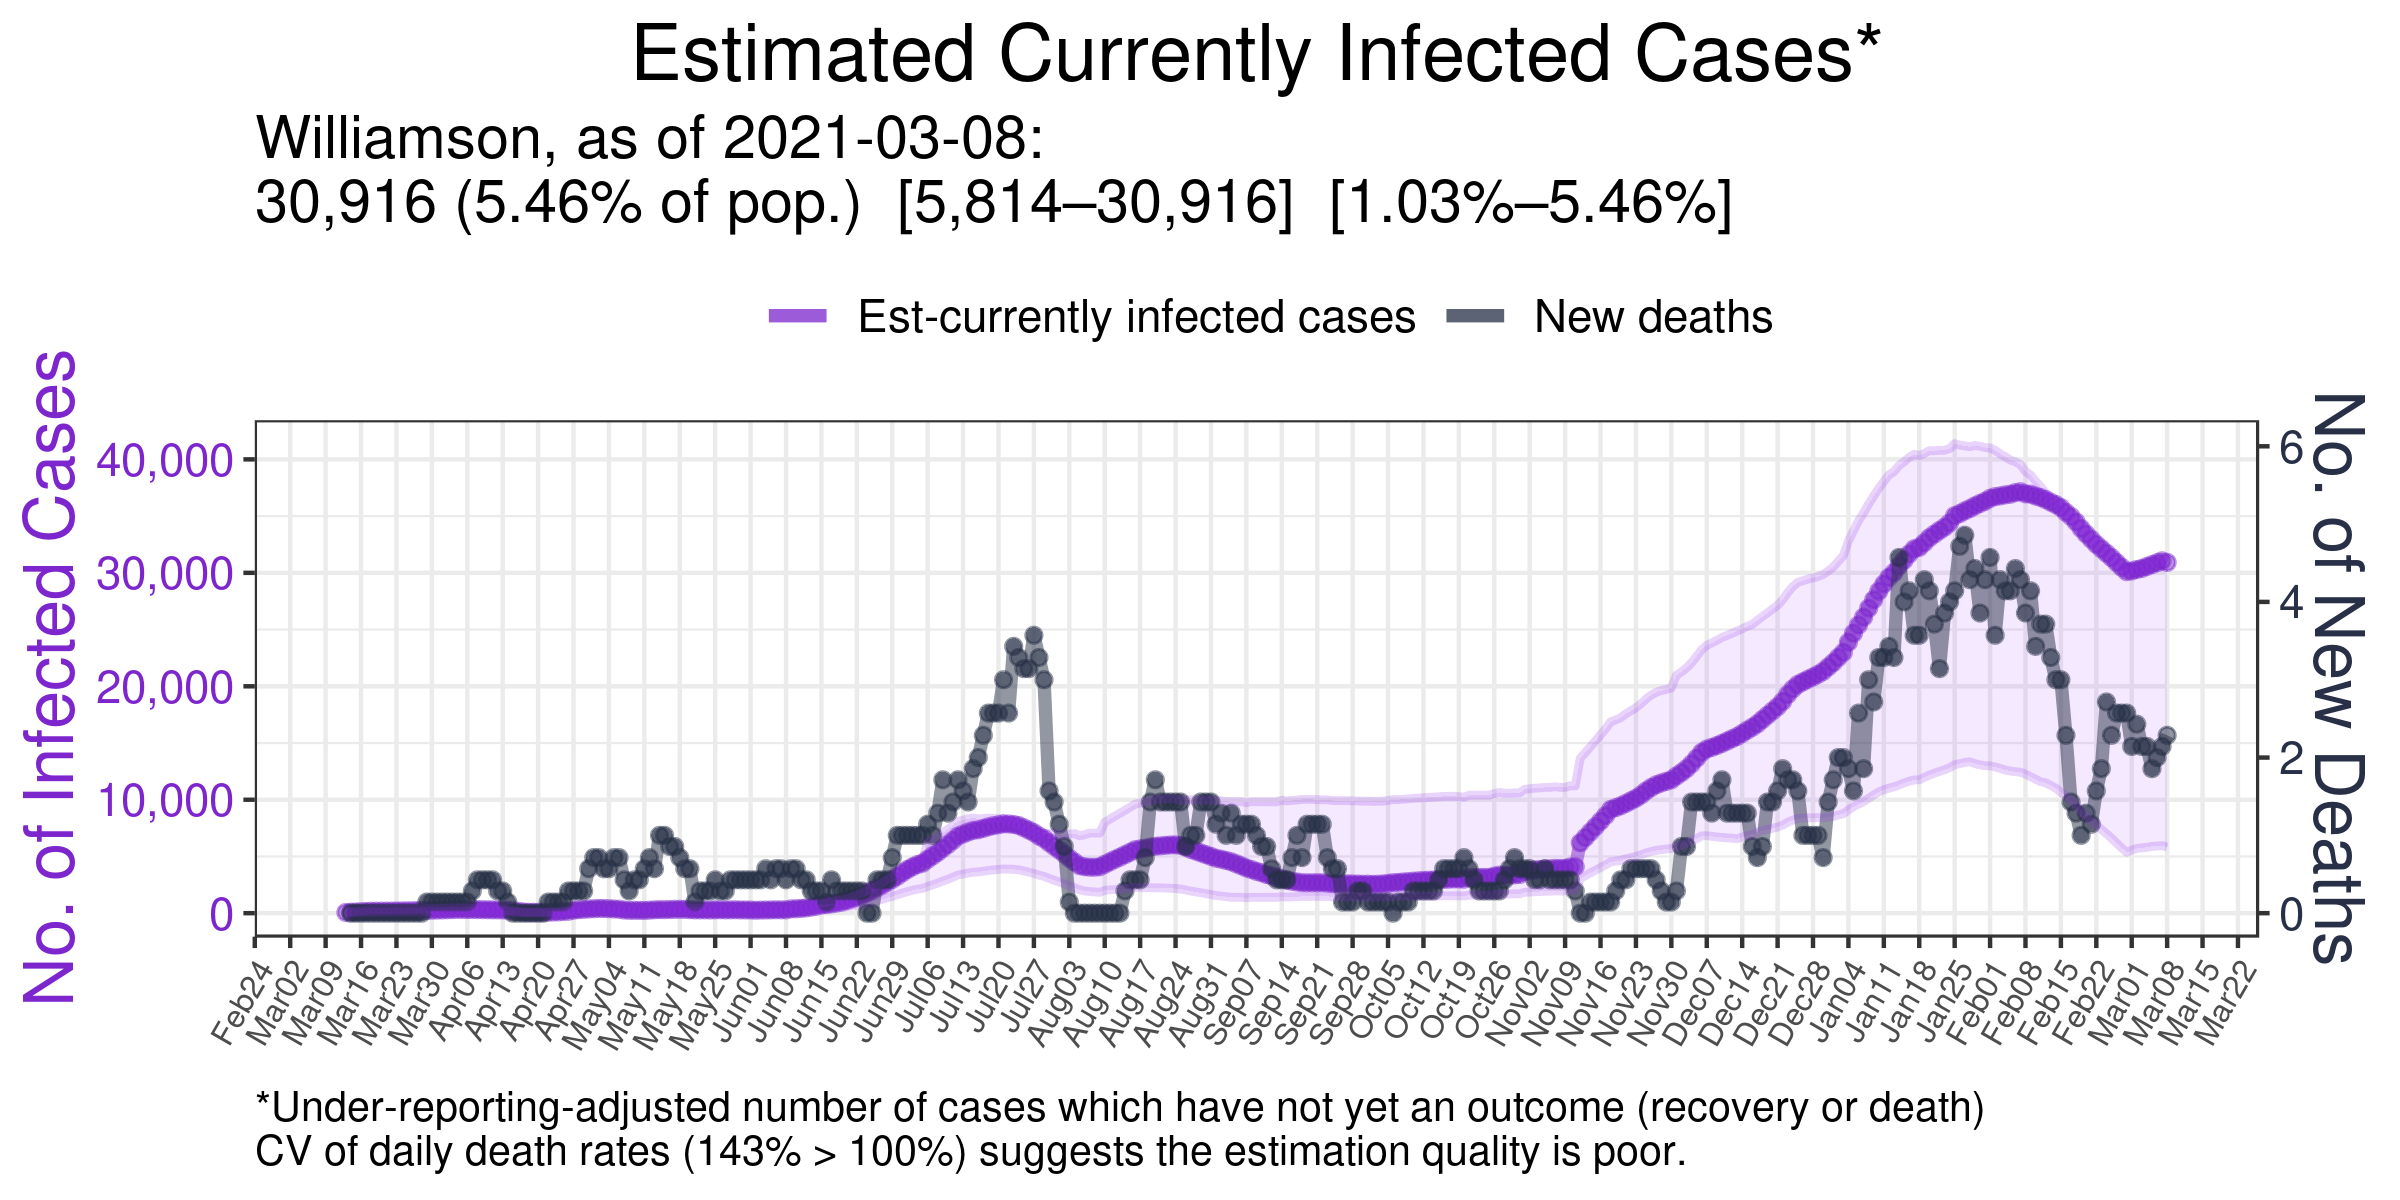 Estimated Currently Infected Cases*
Williamson, as of 2021-03-08:
30,916 (5.46% of pop.)  [5,814–30,916]  [1.03%–5.46%]
Est-currently infected cases
New deaths
No. of Infected Cases
40,000
30,000
20,000
10,000
0
6
4
2
0
No. of New Deaths
Feb24
Mar02
Mar09
Mar16
Mar23
Mar30
Apr06
Apr13
Apr20
Apr27
May04
May11
May18
May25
Jun01
Jun08
Jun15
Jun22
Jun29
Jul06
Jul13
Jul20
Jul27
Aug03
Aug10
Aug17
Aug24
Aug31
Sep07
Sep14
Sep21
Sep28
Oct05
Oct12
Oct19
Oct26
Nov02
Nov09
Nov16
Nov23
Nov30
Dec07
Dec14
Dec21
Dec28
Jan04
Jan11
Jan18
Jan25
Feb01
Feb08
Feb15
Feb22
Mar01
Mar08
Mar15
Mar22
*Under-reporting-adjusted number of cases which have not yet an outcome (recovery or death)
CV of daily death rates (143% > 100%) suggests the estimation quality is poor.